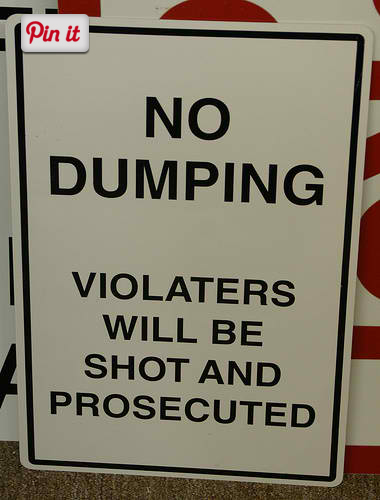 Pin it
NO
DUMPING
VIOLATERS
WILL BE
SHOT AND
PROSECUTED